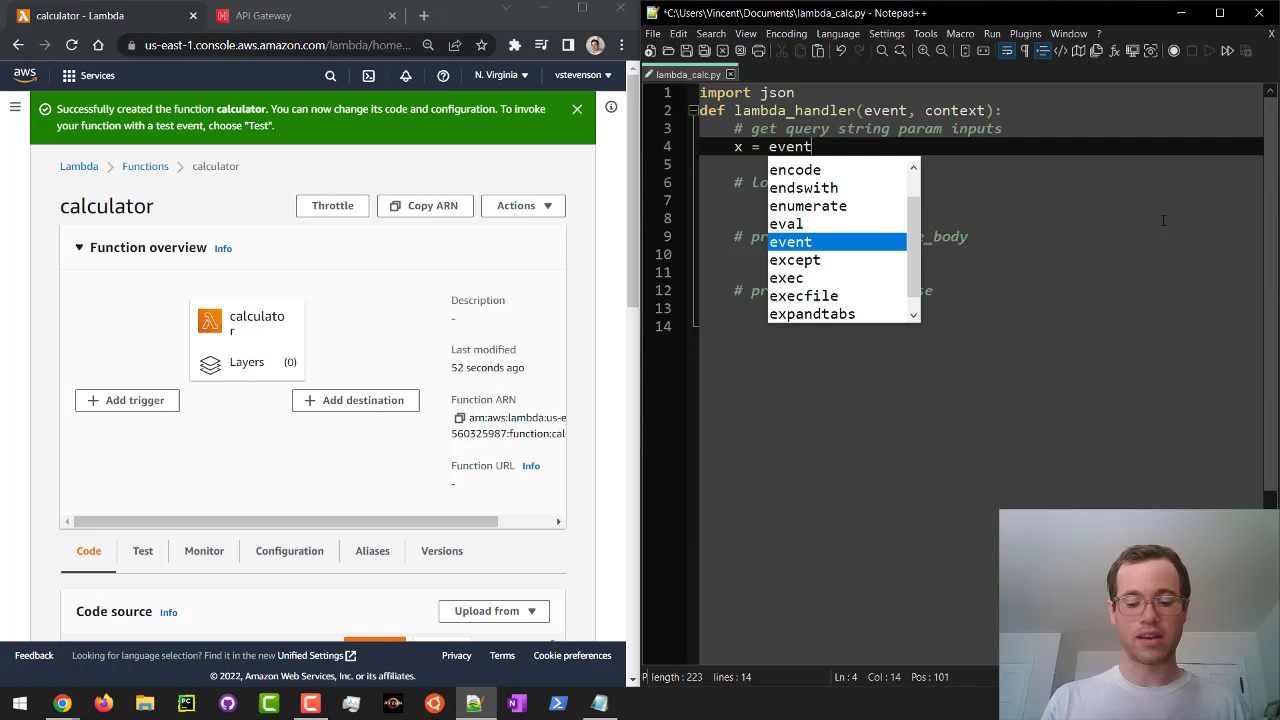 calculator - Lambda
API Gateway
us-east-1.console.aws.amazon.com/lambda/home...
aws
Services
N. Virginia
vstevenson
Successfully created the function calculator. You can now change its code and configuration. To invoke
your function with a test event, choose "Test".
Lambda
Functions
calculator
calculator
Throttle
Copy ARN
Actions
Function overview
Info
calculato
r
Layers
(0)
Add trigger
Add destination
Description
-
Last modified
52 seconds ago
Function ARN
arn:aws:lambda:us-e
560325987:function:cal
Function URL
Info
-
Code
Test
Monitor
Configuration
Aliases
Versions
Code source
Info
Upload from
Feedback
Looking for language selection? Find it in the new Unified Settings
Privacy
Terms
Cookie preferences
© 2022, Amazon Web Services, Inc. or its affiliates.
*C:\Users\Vincent\Documents\lambda_calc.py - Notepad++
File
Edit
Search
View
Encoding
Language
Settings
Tools
Macro
Run
Plugins
Window
?
X
lambda_calc.py
1 import json
2 def lambda_handler(event, context):
3 # get query string param inputs
4 x = event
5
6 # Lo
7
8
9 # pr e_body
10
11
12 # pr se
13
14
encode
endswith
enumerate
eval
event
except
exec
execfile
expandtabs
P length : 223
lines : 14
Ln : 4
Col : 14
Pos : 101
RYZEN